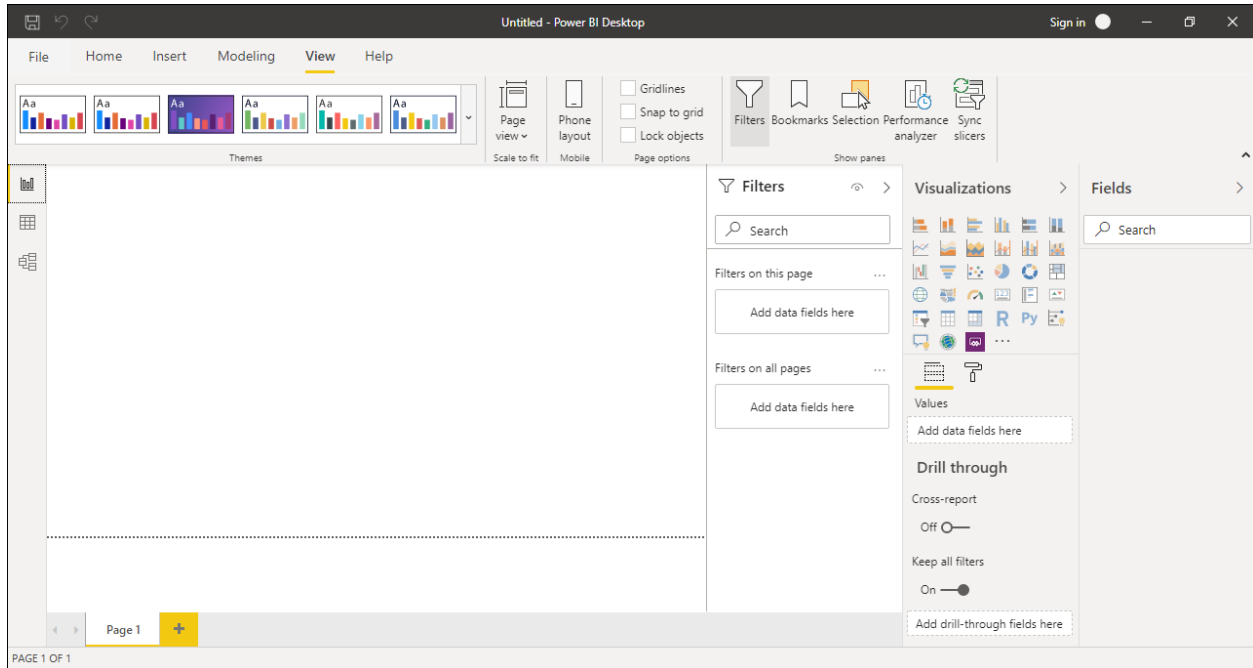 Untitled - Power BI Desktop
Sign in
File Home Insert Modeling View Help
Aa Aa Aa Aa Aa Aa
Themes
Page view
Scale to fit
Phone layout
Mobile
Gridlines
Snap to grid
Lock objects
Page options
Filters Bookmarks Selection Performance analyzer Sync slicers
Show panes
Filters
Search
Filters on this page ...
Add data fields here
Filters on all pages ...
Add data fields here
Visualizations
123
R Py
...
Values
Add data fields here
Drill through
Cross-report
Off
Keep all filters
On
Add drill-through fields here
Fields
Search
Page 1 +
PAGE 1 OF 1